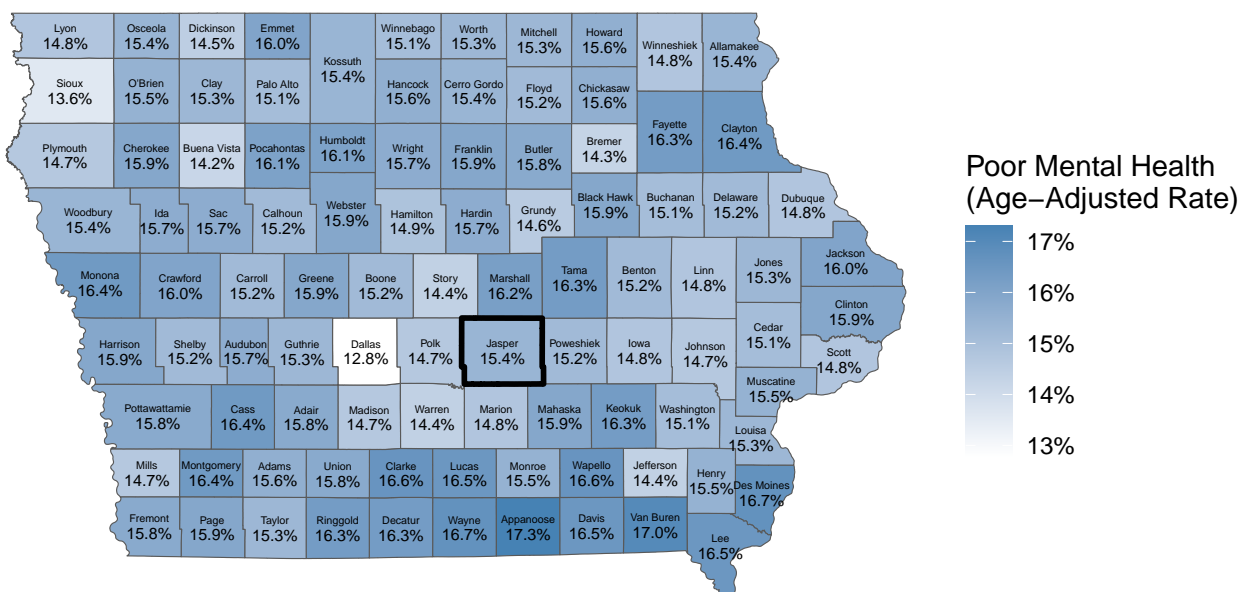 Lyon
14.8%
Osceola
15.4%
Dickinson
14.5%
Emmet
16.0%
Kossuth
15.4%
Winnebago
15.1%
Worth
15.3%
Mitchell
15.3%
Howard
15.6%
Winneshiek
14.8%
Allamakee
15.4%
Sioux
13.6%
O'Brien
15.5%
Clay
15.3%
Palo Alto
15.1%
Hancock
15.6%
Cerro Gordo
15.4%
Floyd
15.2%
Chickasaw
15.6%
Fayette
16.3%
Clayton
16.4%
Plymouth
14.7%
Cherokee
15.9%
Buena Vista
14.2%
Pocahontas
16.1%
Humboldt
16.1%
Wright
15.7%
Franklin
15.9%
Butler
15.8%
Bremer
14.3%
Woodbury
15.4%
Ida
15.7%
Sac
15.7%
Calhoun
15.2%
Webster
15.9%
Hamilton
14.9%
Hardin
15.7%
Grundy
14.6%
Black Hawk
15.9%
Buchanan
15.1%
Delaware
15.2%
Dubuque
14.8%
Monona
16.4%
Crawford
16.0%
Carroll
15.2%
Greene
15.9%
Boone
15.2%
Story
14.4%
Marshall
16.2%
Tama
16.3%
Benton
15.2%
Linn
14.8%
Jones
15.3%
Jackson
16.0%
Clinton
15.9%
Harrison
15.9%
Shelby
15.2%
Audubon
15.7%
Guthrie
15.3%
Dallas
12.8%
Polk
14.7%
Jasper
15.4%
Poweshiek
15.2%
Iowa
14.8%
Johnson
14.7%
Cedar
15.1%
Scott
14.8%
Muscatine
15.5%
Pottawattamie
15.8%
Cass
16.4%
Adair
15.8%
Madison
14.7%
Warren
14.4%
Marion
14.8%
Mahaska
15.9%
Keokuk
16.3%
Washington
15.1%
Louisa
15.3%
Mills
14.7%
Montgomery
16.4%
Adams
15.6%
Union
15.8%
Clarke
16.6%
Lucas
16.5%
Monroe
15.5%
Wapello
16.6%
Jefferson
14.4%
Henry
15.5%
Des Moines
16.7%
Fremont
15.8%
Page
15.9%
Taylor
15.3%
Ringgold
16.3%
Decatur
16.3%
Wayne
16.7%
Appanoose
17.3%
Davis
16.5%
Van Buren
17.0%
Lee
16.5%
Poor Mental Health
(Age−Adjusted Rate)
17%
16%
15%
14%
13%